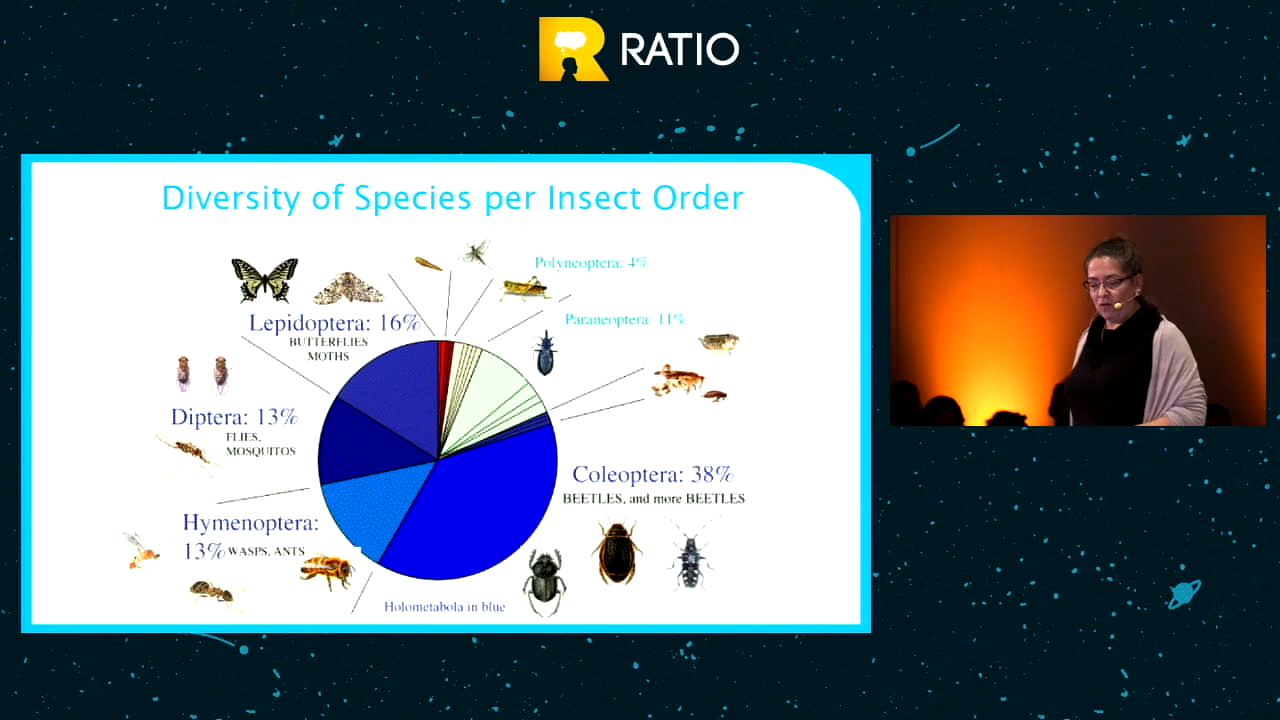 RATIO
Diversity of Species per Insect Order
Polyneoptera: 4%
Paraneoptera: 11%
Lepidoptera: 16%
BUTTERFLIES
MOTHS
Diptera: 13%
FLIES,
MOSQUITOS
Coleoptera: 38%
BEETLES, and more BEETLES
Hymenoptera:
13% WASPS, ANTS
Holometabola in blue